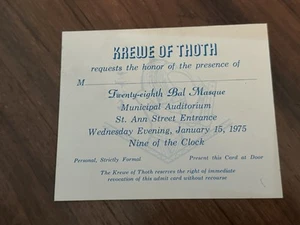 KREWE OF THOTH
requests the honor of the presence of
M
Twenty-eighth Bal Masque
Municipal Auditorium
St. Ann Street Entrance
Wednesday Evening, January 15, 1975
Nine of the Clock
Personal, Strictly Formal. Present this Card at Door
The Krewe of Thoth reserves the right of immediate
revocation of this admit card without recourse